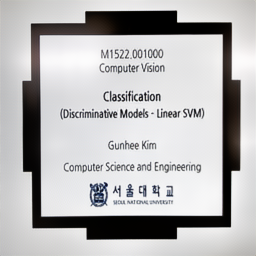 M1522.001000
Computer Vision
Classification
(Discriminative Models - Linear SVM)
Gunhee Kim
Computer Science and Engineering
서울대학교
SEOUL NATIONAL UNIVERSITY